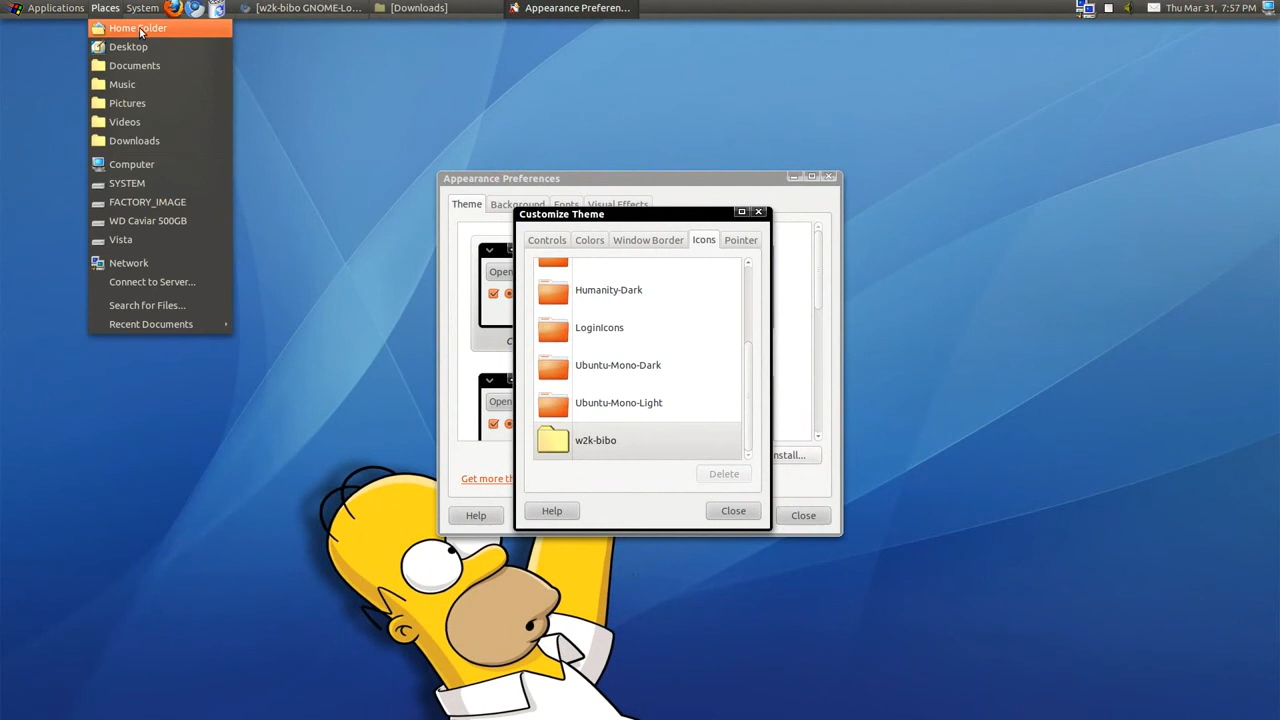 Applications Places System [w2k-bibo GNOME-Lo... [Downloads] Appearance Preferen... Thu Mar 31, 7:57 PM
Home Folder
Desktop
Documents
Music
Pictures
Videos
Downloads
Computer
SYSTEM
FACTORY_IMAGE
WD Caviar 500GB
Vista
Network
Connect to Server...
Search for Files...
Recent Documents
Appearance Preferences
Theme Background Fonts Visual Effects
Open
Open
Get more th
nstall...
Help
Close
Customize Theme
Controls Colors Window Border Icons Pointer
Humanity-Dark
LoginIcons
Ubuntu-Mono-Dark
Ubuntu-Mono-Light
w2k-bibo
Delete
Help Close